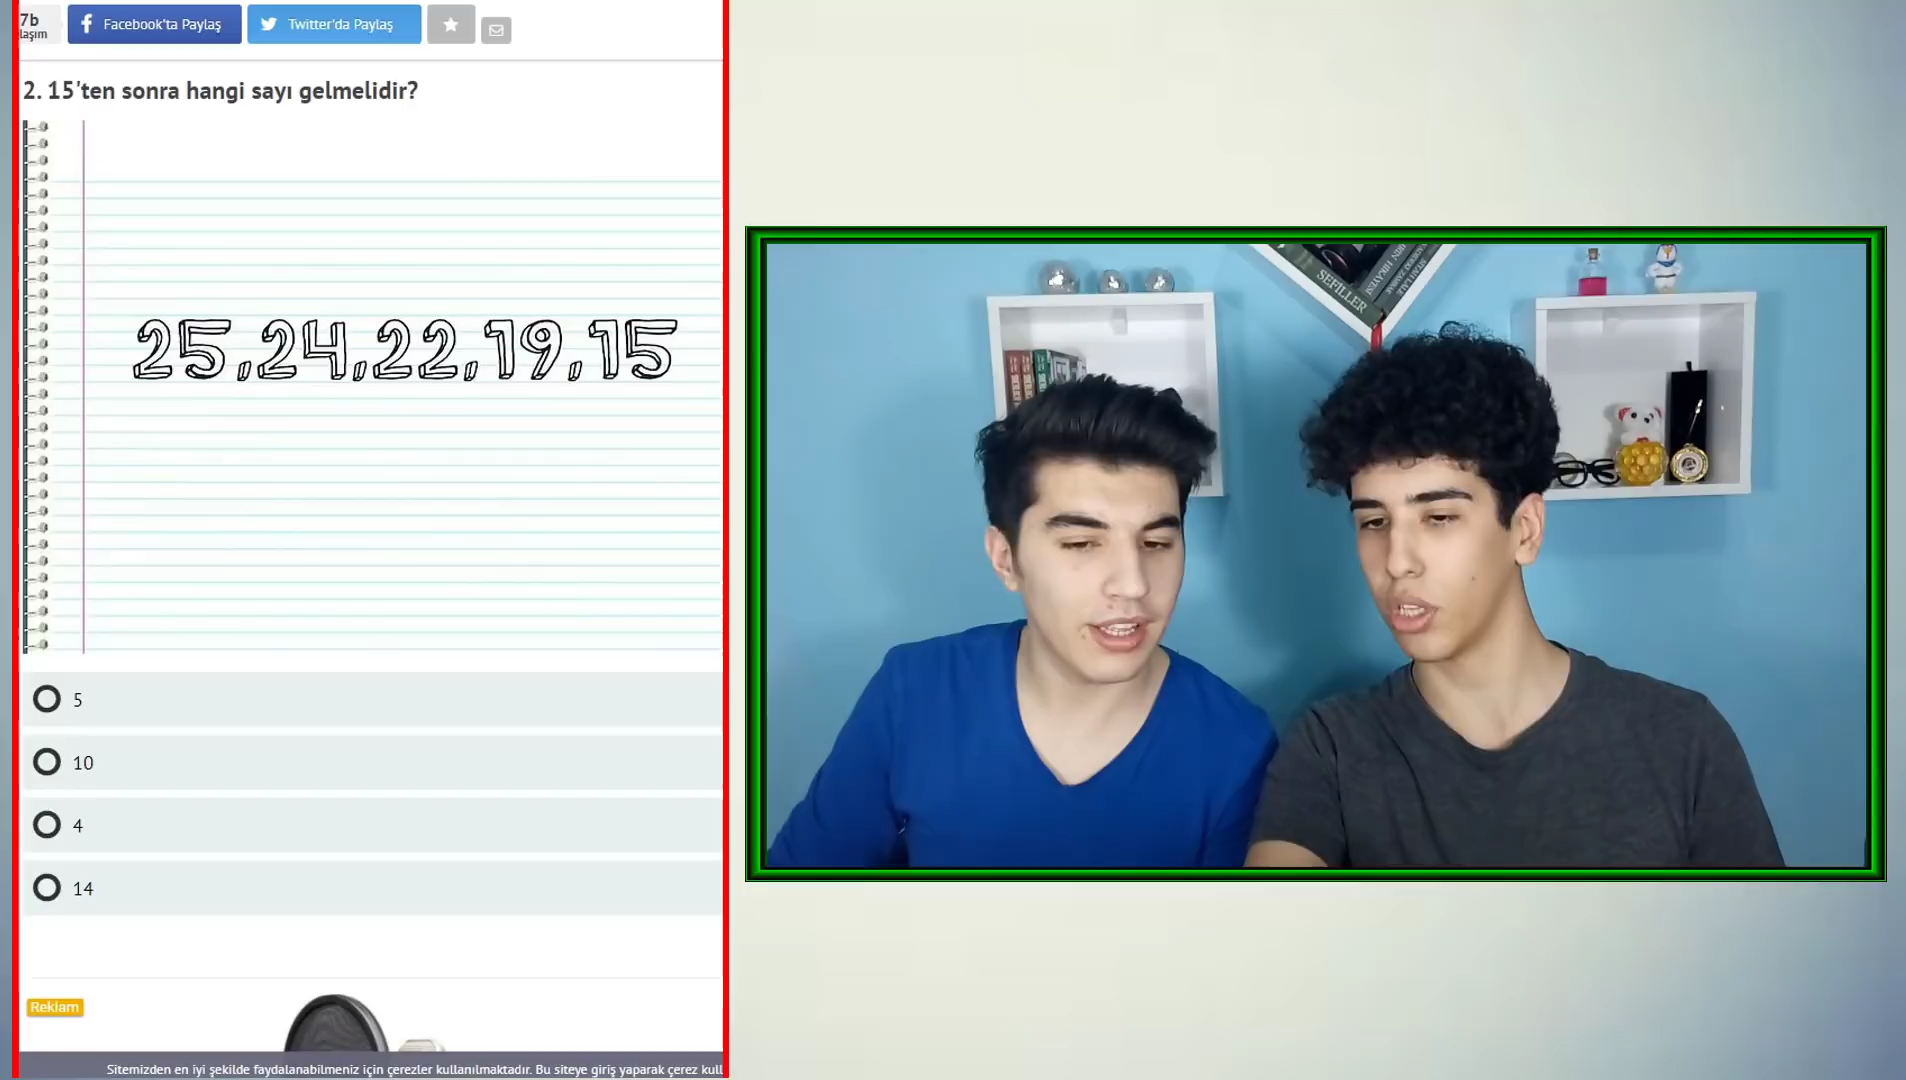 7b
laşım
Facebook'ta Paylaş
Twitter'da Paylaş
2. 15'ten sonra hangi sayı gelmelidir?
25,24,22,19,15
5
10
4
14
Reklam
Sitemizden en iyi şekilde faydalanabilmeniz için çerezler kullanılmaktadır. Bu siteye giriş yaparak çerez kull
SEFİLLER